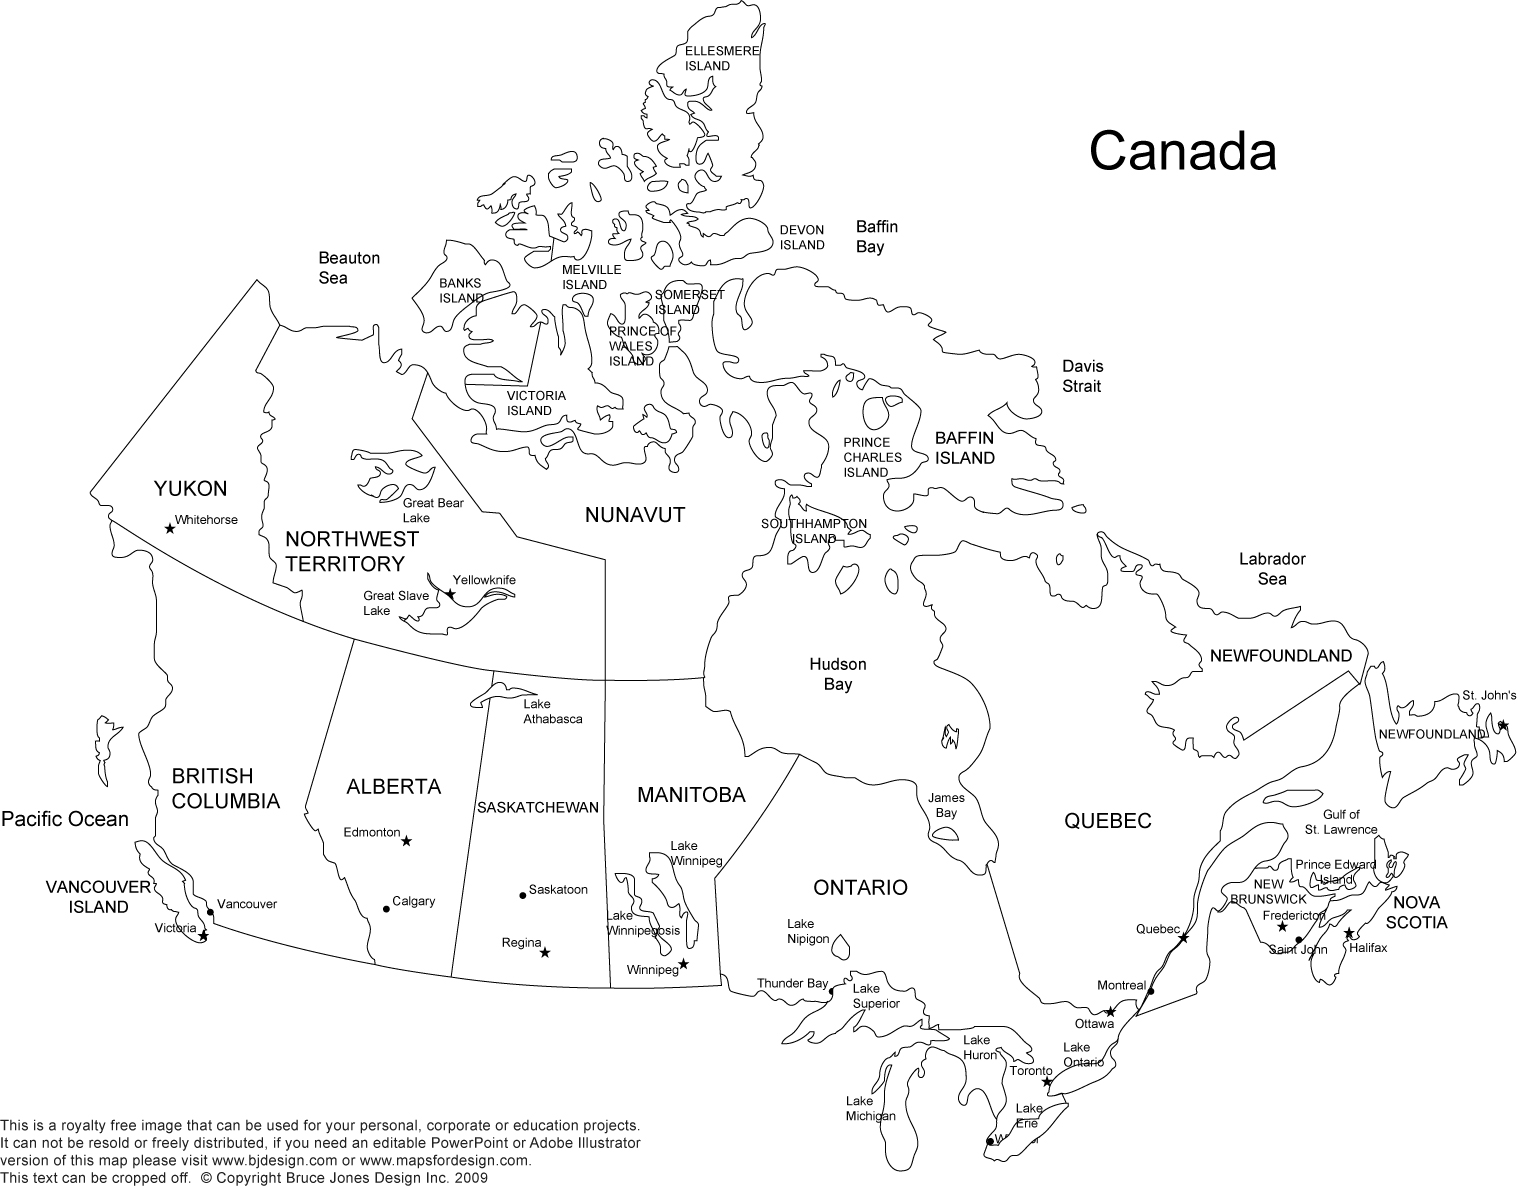 ELLESMERE
ISLAND
Canada
DEVON
ISLAND
Baffin
Bay
Beauton
Sea
BANKS
ISLAND
MELVILLE
ISLAND
SOMERSET
ISLAND
PRINCE OF
WALES
ISLAND
Davis
Strait
VICTORIA
ISLAND
PRINCE
CHARLES
ISLAND
BAFFIN
ISLAND
YUKON
Whitehorse
Great Bear
Lake
NORTHWEST
TERRITORY
NUNAVUT
SOUTHHAMPTON
ISLAND
Yellowknife
Great Slave
Lake
Labrador
Sea
Hudson
Bay
NEWFOUNDLAND
St. John's
NEWFOUNDLAND
Lake
Athabasca
BRITISH
COLUMBIA
ALBERTA
SASKATCHEWAN
MANITOBA
Pacific Ocean
Edmonton
James
Bay
QUEBEC
Gulf of
St. Lawrence
Lake
Winnipeg
Prince Edward
Island
VANCOUVER
ISLAND
Vancouver
Victoria
Calgary
Saskatoon
Regina
Lake
Winnipegosis
Winnipeg
ONTARIO
Lake
Nipigon
NEW
BRUNSWICK
Fredericton
Saint John
NOVA
SCOTIA
Halifax
Quebec
Montreal
Ottawa
Thunder Bay
Lake
Superior
Lake
Huron
Lake
Ontario
Toronto
Lake
Michigan
Lake
Erie
This is a royalty free image that can be used for your personal, corporate or education projects.
It can not be resold or freely distributed, if you need an editable PowerPoint or Adobe Illustrator
version of this map please visit www.bjdesign.com or www.mapsfordesign.com.
This text can be cropped off. © Copyright Bruce Jones Design Inc. 2009